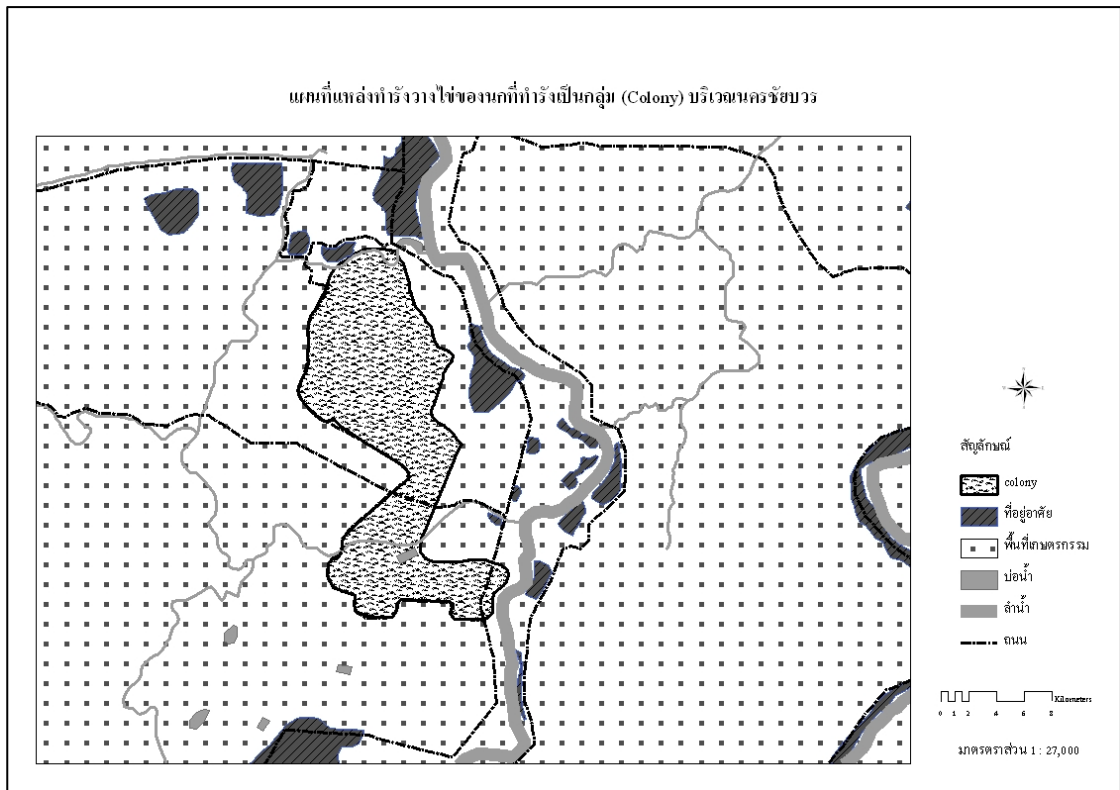 แผนที่แหล่งทำรังวางไข่ของนกที่ทำรังเป็นกลุ่ม (Colony) บริเวณนครชัยบวร
สัญลักษณ์
colony
ที่อยู่อาศัย
พื้นที่เกษตรกรรม
บ่อน้ำ
ลำน้ำ
ถนน
Kilometers
0 1 2 4 6 8
มาตรตราส่วน 1 : 27,000